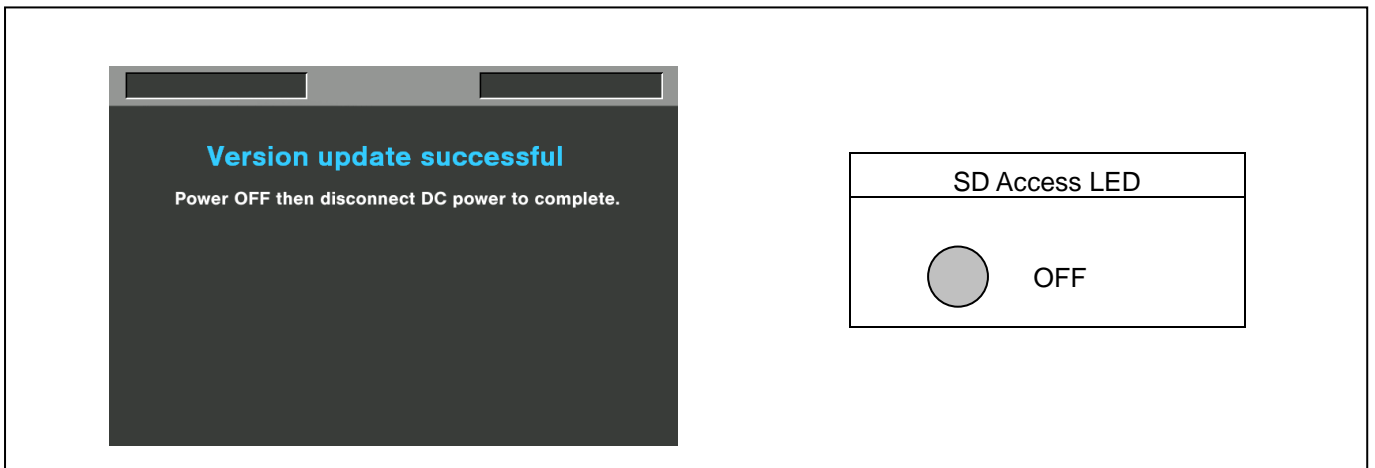 Version update successful
Power OFF then disconnect DC power to complete.
SD Access LED
OFF